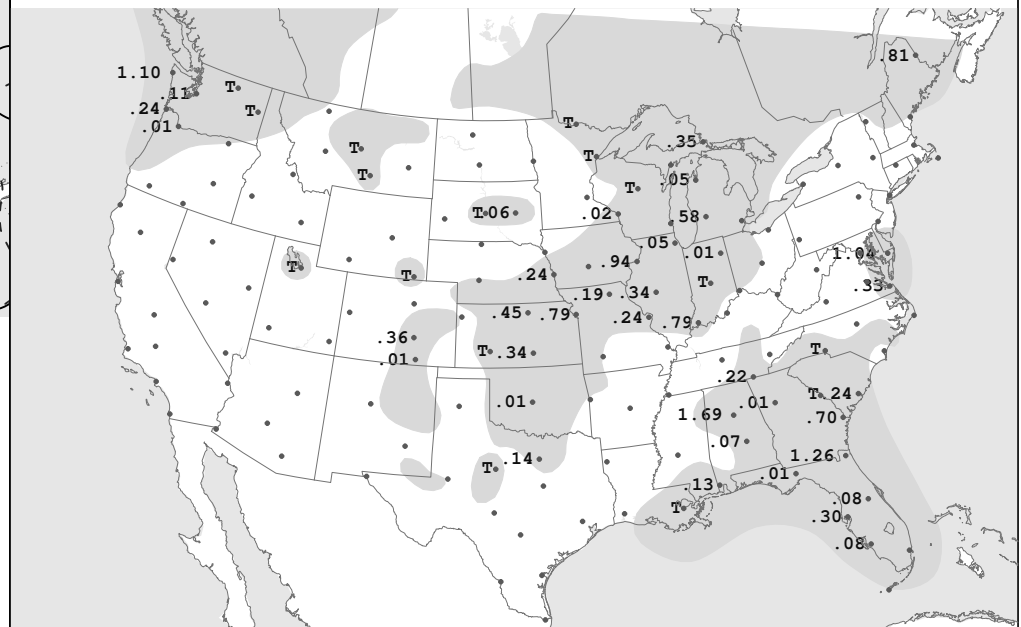 .81
1.10
T
.11
T
.24
T
.01
.35
T
T
T
.05
T
T.06
.02
.58
.05
.01
1.04
T
.94
T
.24
T
.33
.19
.34
.45
.79
.24
.79
.36
T
.34
T
.01
.22
T
.24
.01
.01
1.69
.70
.07
1.26
.14
T
.01
.13
.08
T
.30
.08